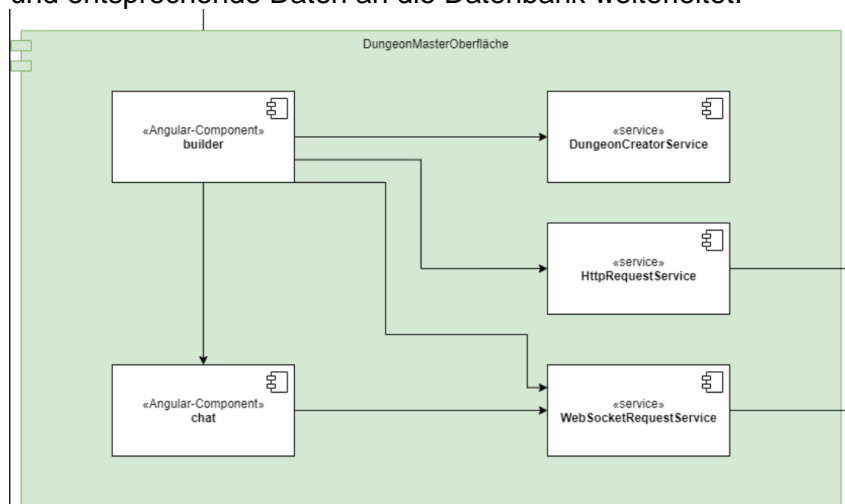 und entsprechende Daten an die Datenbank weiterleitet.
DungeonMasterOberfläche
«Angular-Component»
builder
«service»
DungeonCreatorService
«service»
HttpRequestService
«Angular-Component»
chat
«service»
WebSocketRequestService